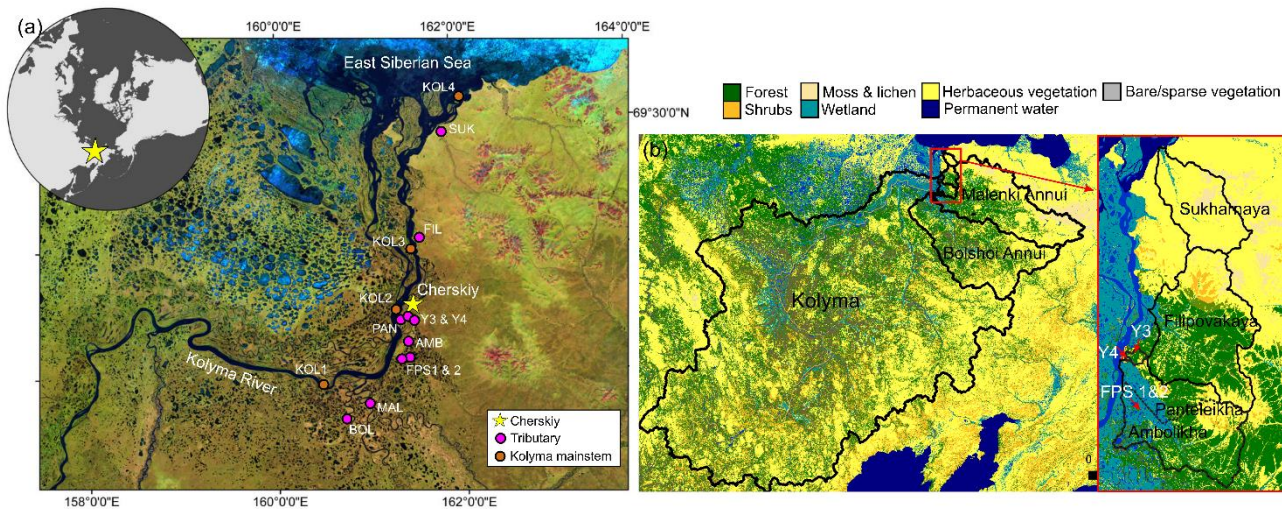 (a)
160°0'0"E
162°0'0"E
164°0'0"E
East Siberian Sea
KOL4
69°30'0"N
SUK
FIL
KOL3
Cherskiy
KOL2
PAN
Y3 & Y4
AMB
FPS1 & 2
Kolyma River
KOL1
MAL
BOL
Cherskiy
Tributary
Kolyma mainstem
158°0'0"E
160°0'0"E
162°0'0"E
Forest
Moss & lichen
Herbaceous vegetation
Bare/sparse vegetation
Shrubs
Wetland
Permanent water
(b)
Malenki Annui
Bolshoi Annui
Kolyma
0
Sukharnaya
Filipovakaya
Y3
Y4
FPS 1&2
Panteleikha
Ambolikha